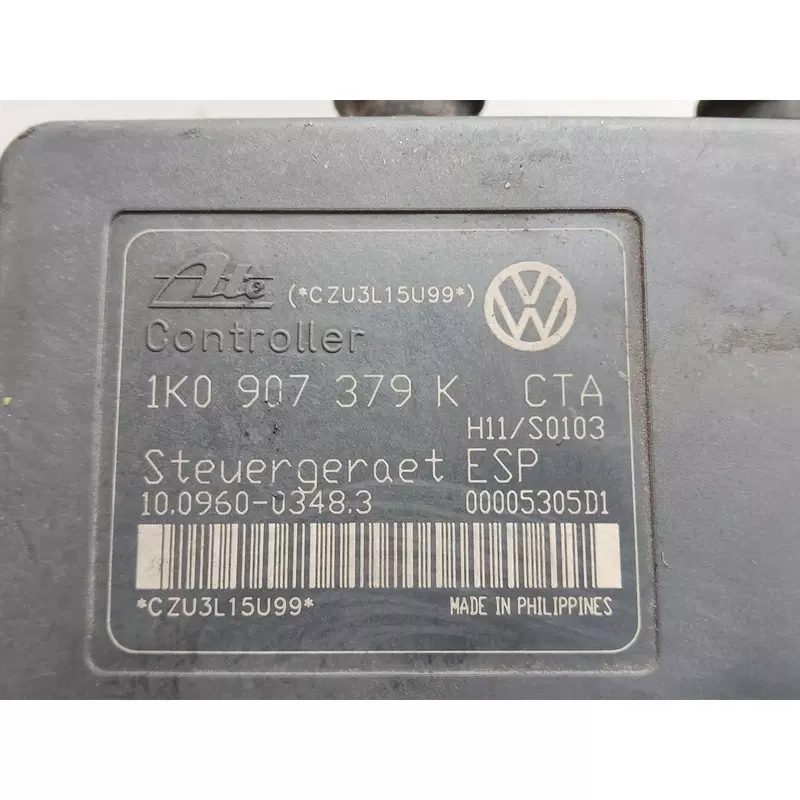 Ate (*CZU3L15U99*)
Controller
1K0 907 379 K CTA
H11/S0103
Steuergeraet ESP
10.0960-0348.3 00005305D1
*CZU3L15U99* MADE IN PHILIPPINES